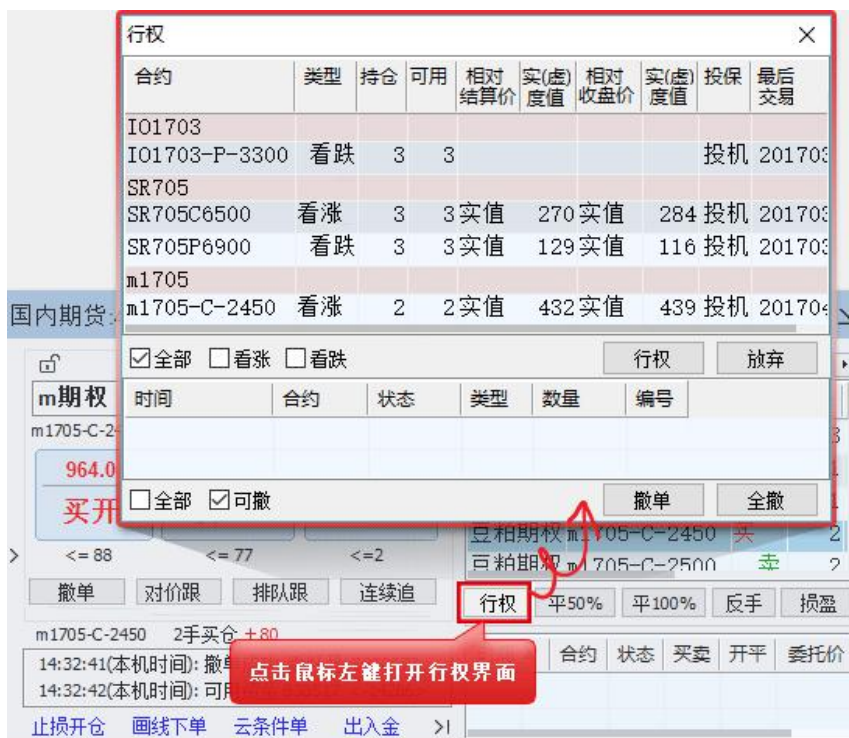 行权
合约 类型 持仓 可用 相对结算价 实(虚)度值 相对收盘价 实(虚)度值 投保 最后交易
IO1703
IO1703-P-3300 看跌 3 3 投机 201703
SR705
SR705C6500 看涨 3 3 实值 270 实值 284 投机 201703
SR705P6900 看跌 3 3 实值 129 实值 116 投机 201703
m1705
m1705-C-2450 看涨 2 2 实值 432 实值 439 投机 201704
国内期货
全部 看涨 看跌 行权 放弃
m期权
时间 合约 状态 类型 数量 编号
m1705-C-24
964.0
买开
全部 可撤 撤单 全撤
豆粕期权 m1705-C-2450 买 2
<= 88 <= 77 <=2
豆粕期权 m1705-C-2500 卖 2
撤单 对价跟 排队跟 连续追
行权 平50% 平100% 反手 损盈
m1705-C-2450 2手买仓 +80
点击鼠标左键打开行权界面
合约 状态 买卖 开平 委托价
14:32:41(本机时间): 撤单
14:32:42(本机时间): 可用
止损开仓 画线下单 云条件单 出入金